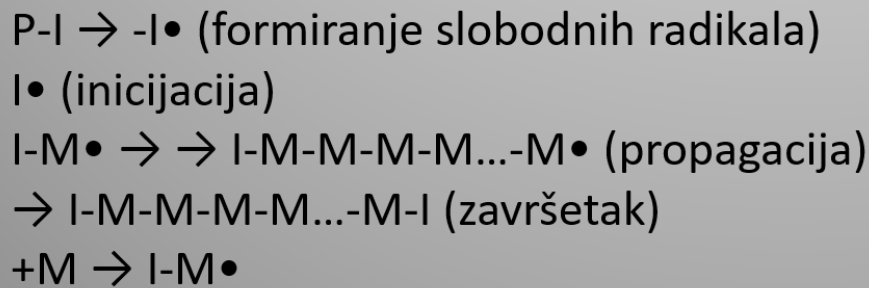 P-I → -I• (formiranje slobodnih radikala)
I• (inicijacija)
I-M• → → I-M-M-M-M...-M• (propagacija)
→ I-M-M-M-M...-M-I (završetak)
+M → I-M•